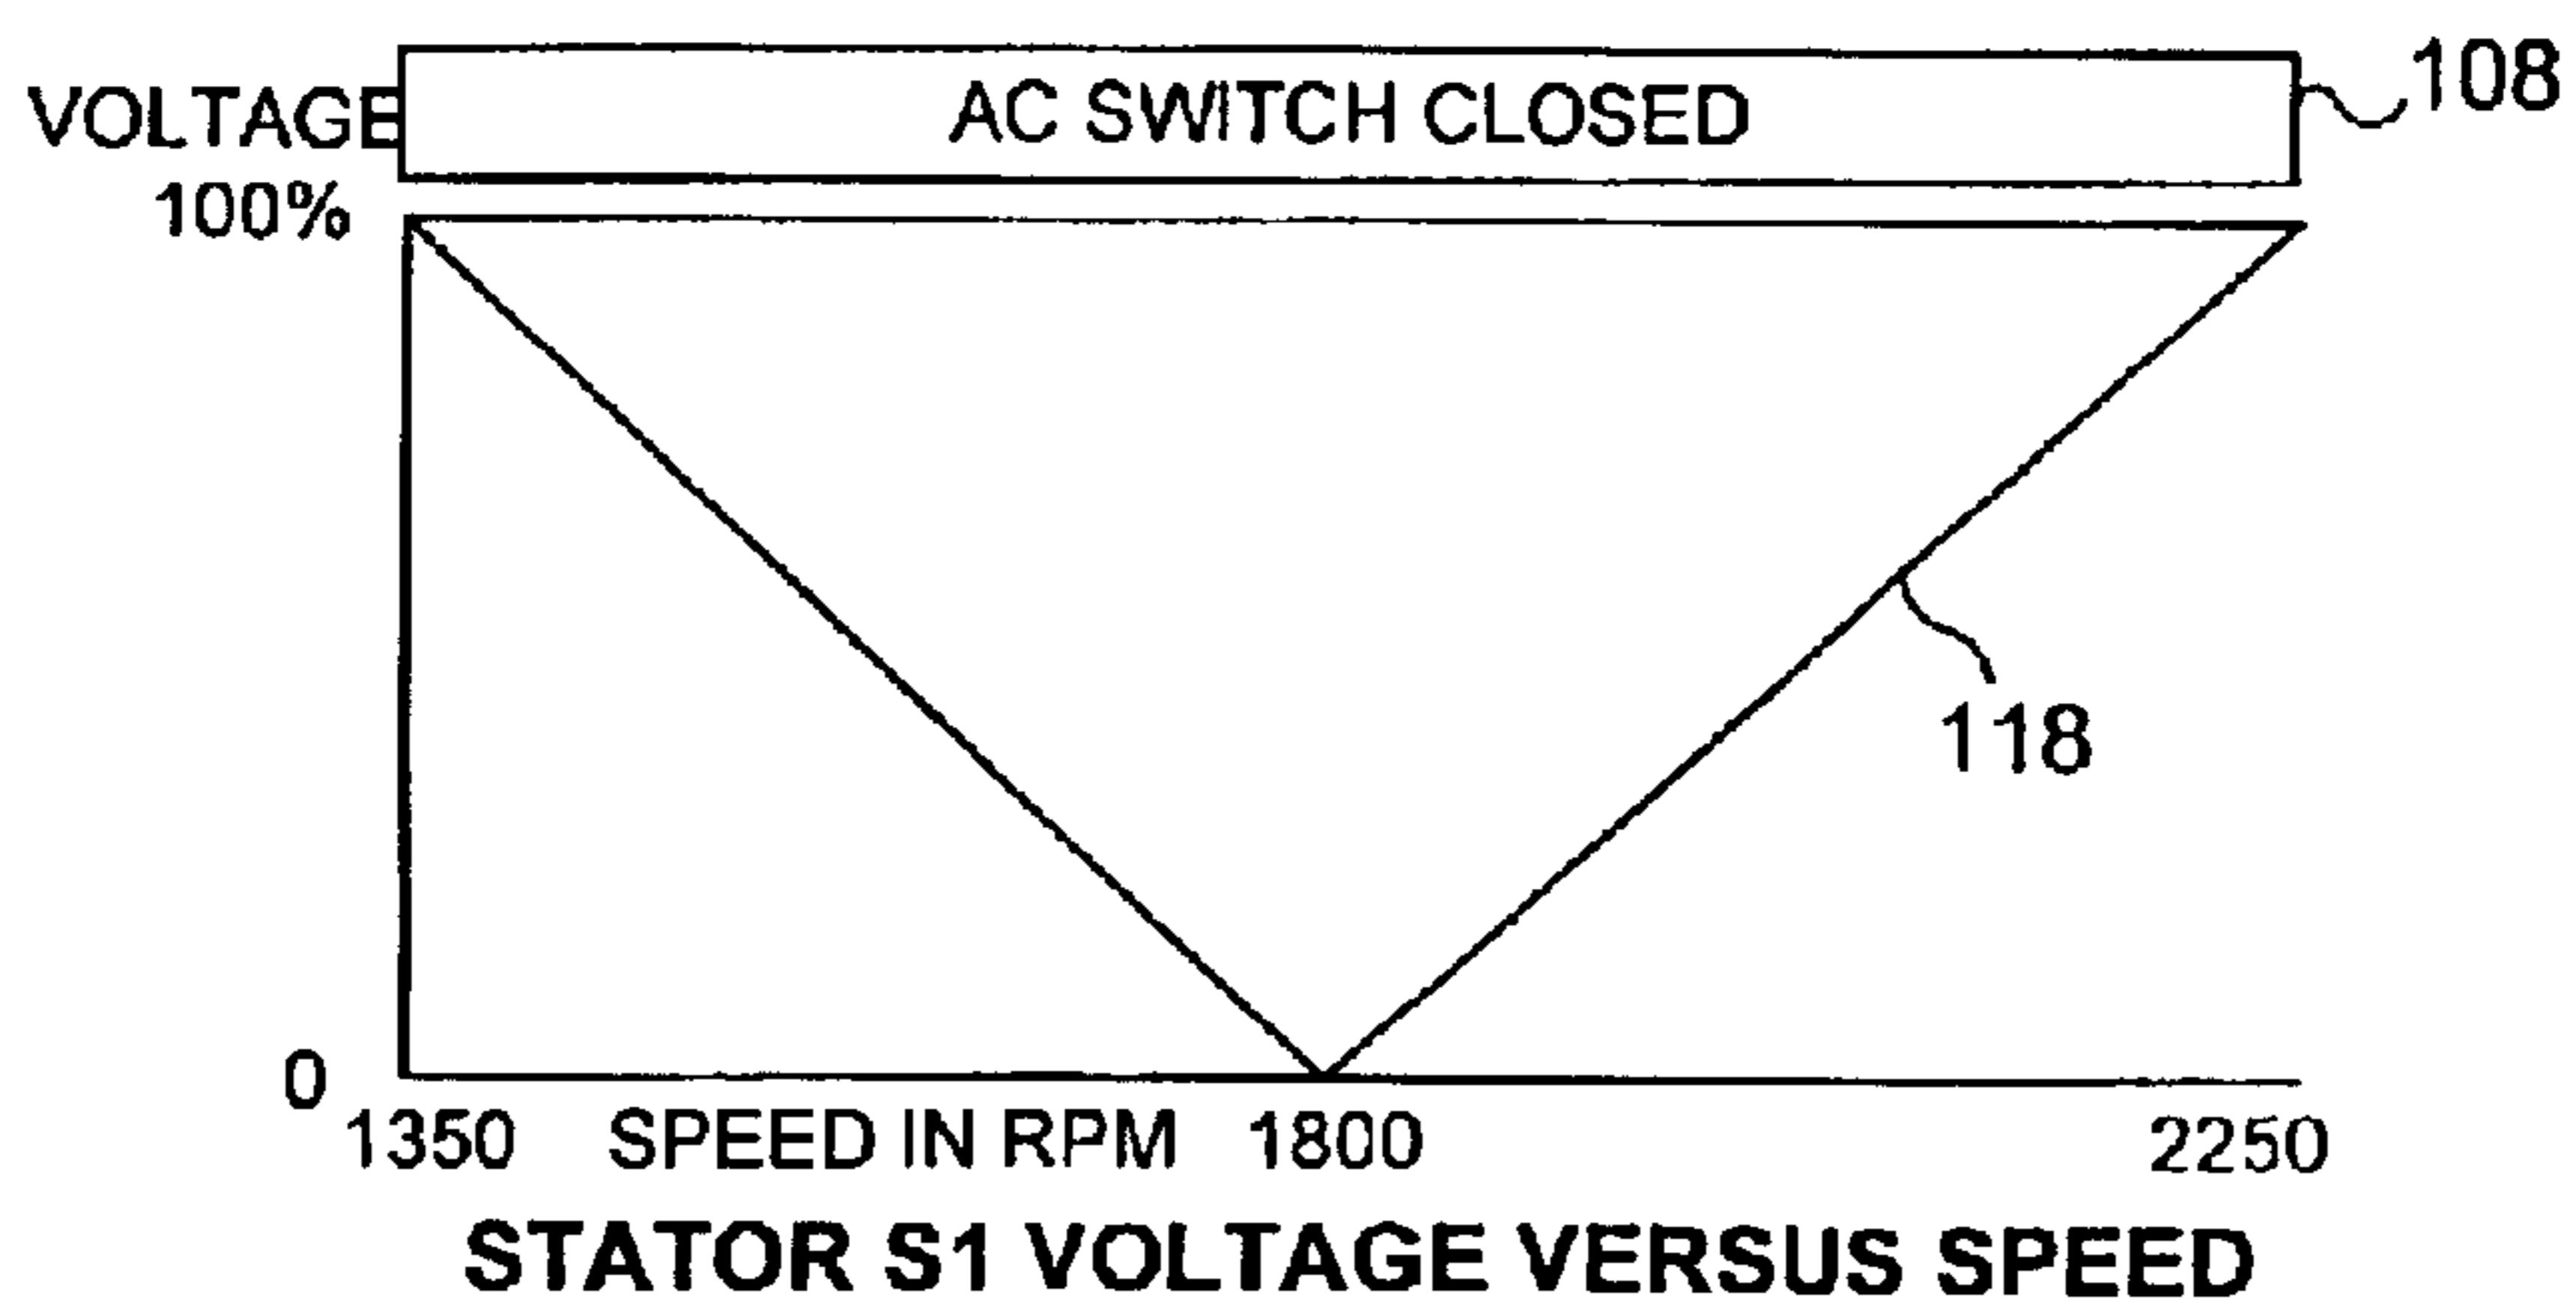 108
VOLTAGE
AC SWITCH CLOSED
100%
118
0
1350
SPEED IN RPM
1800
2250
STATOR S1 VOLTAGE VERSUS SPEED